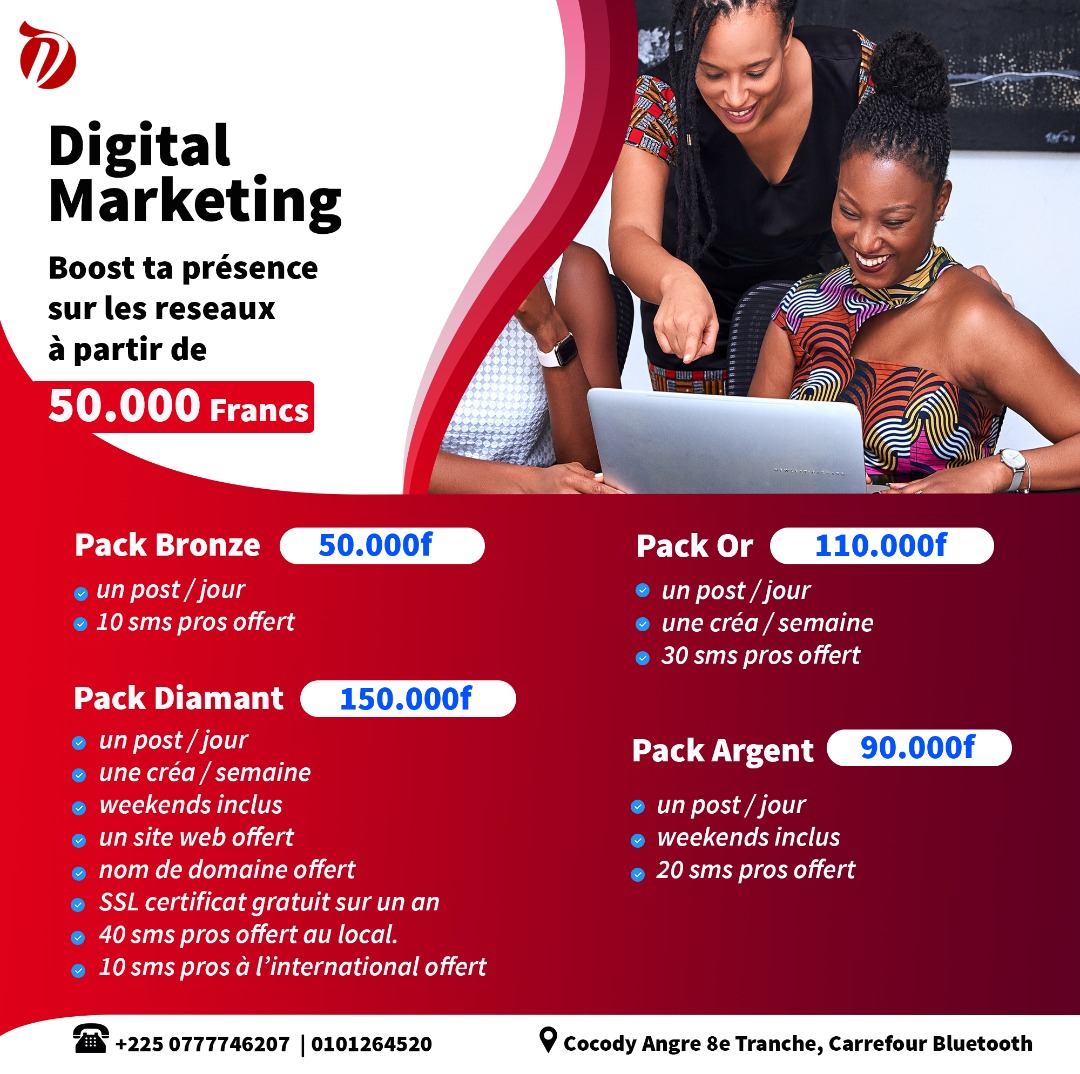 Digital
Marketing
Boost ta présence
sur les reseaux
à partir de
50.000 Francs
Pack Bronze 50.000f
un post / jour
10 sms pros offert
Pack Diamant 150.000f
un post / jour
une créa / semaine
weekends inclus
un site web offert
nom de domaine offert
SSL certificat gratuit sur un an
40 sms pros offert au local.
10 sms pros à l'international offert
Pack Or 110.000f
un post / jour
une créa / semaine
30 sms pros offert
Pack Argent 90.000f
un post / jour
weekends inclus
20 sms pros offert
+225 0777746207 | 0101264520
Cocody Angre 8e Tranche, Carrefour Bluetooth